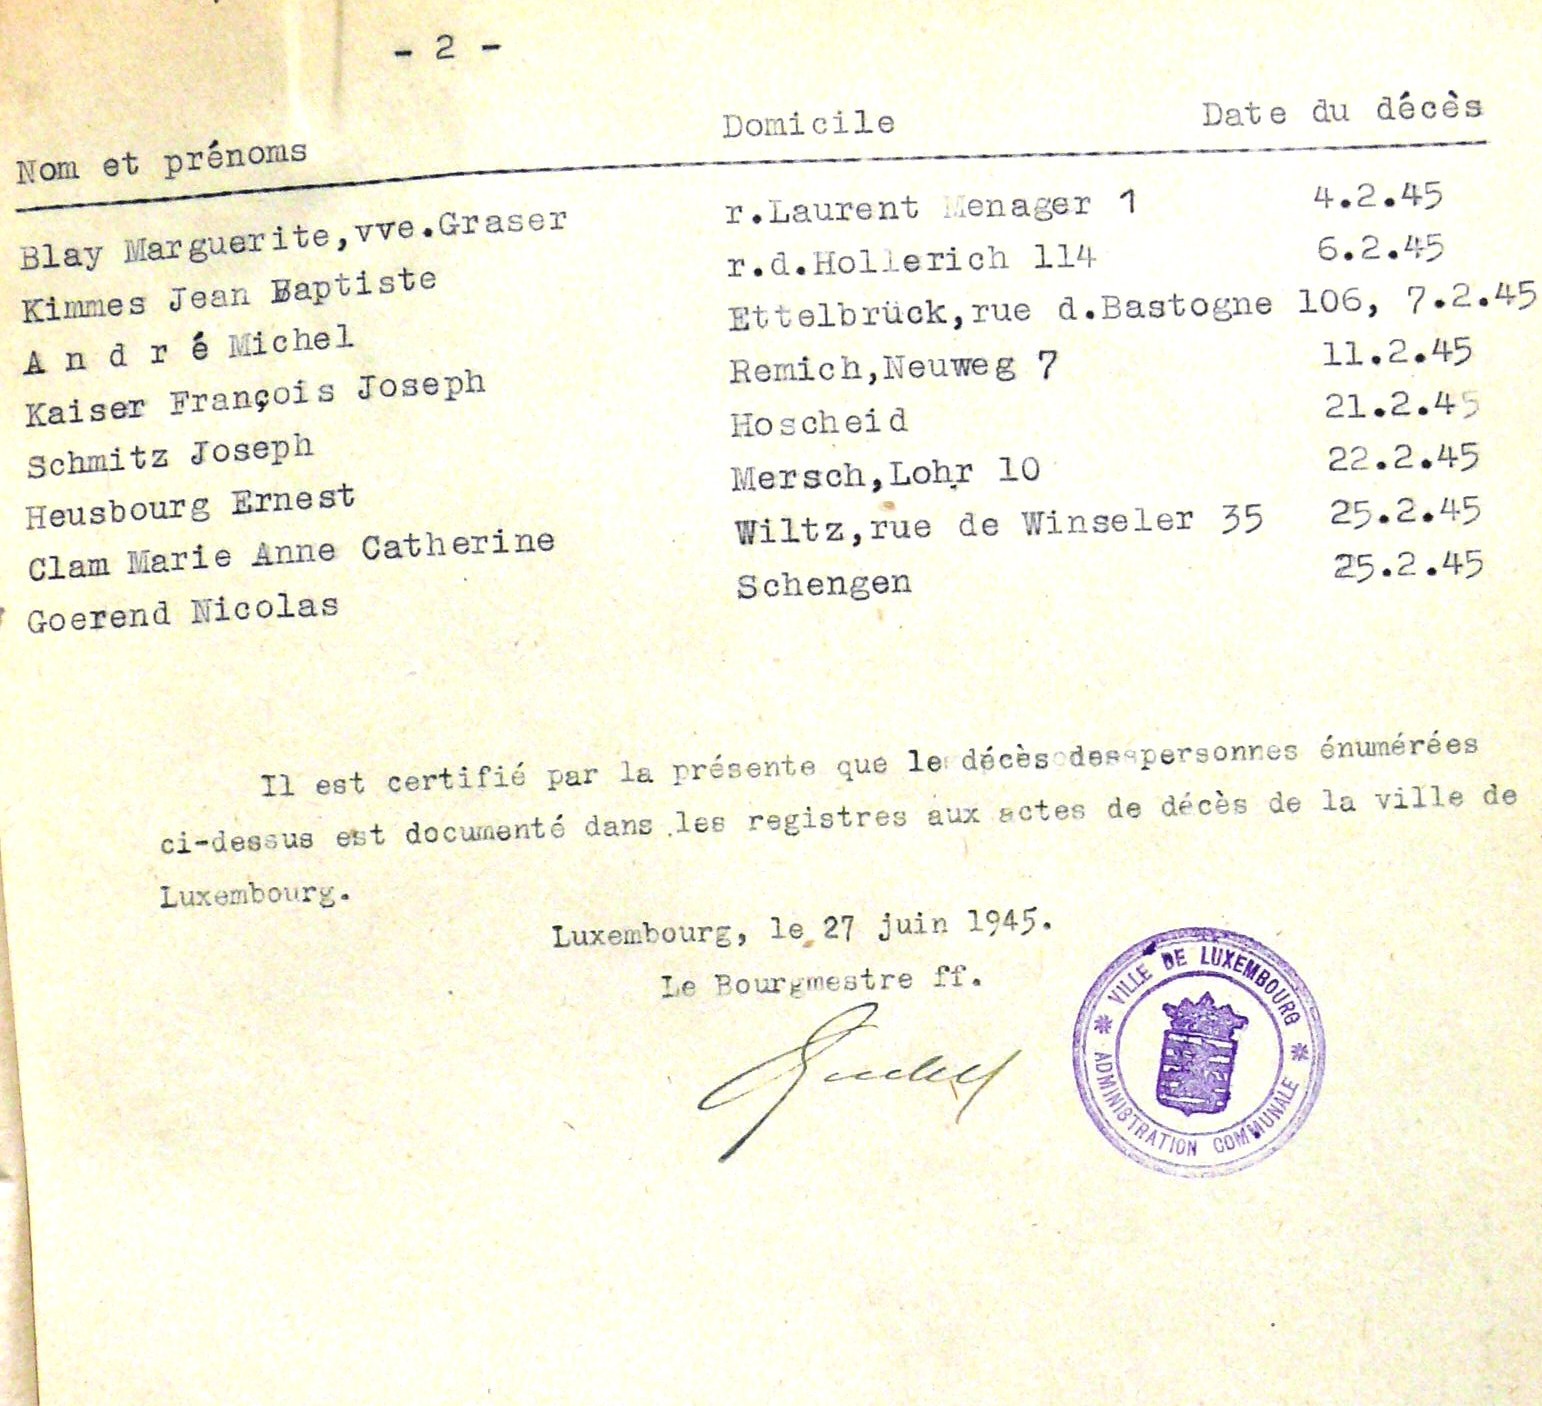 - 2 -
Nom et prénoms Domicile Date du décès
Blay Marguerite,vve.Graser r.Laurent Menager 1 4.2.45
Kimmes Jean Baptiste r.d.Hollerich 114 6.2.45
A n d r é Michel Ettelbrück,rue d.Bastogne 106, 7.2.45
Kaiser François Joseph Remich,Neuweg 7 11.2.45
Schmitz Joseph Hoscheid 21.2.45
Heusbourg Ernest Mersch,Lohr 10 22.2.45
Clam Marie Anne Catherine Wiltz,rue de Winseler 35 25.2.45
Goerend Nicolas Schengen 25.2.45
Il est certifié par la présente que le décès des personnes énumérées
ci-dessus est documenté dans les registres aux actes de décès de la ville de
Luxembourg.
Luxembourg, le 27 juin 1945.
Le Bourgmestre ff.
VILLE DE LUXEMBOURG
ADMINISTRATION COMMUNALE